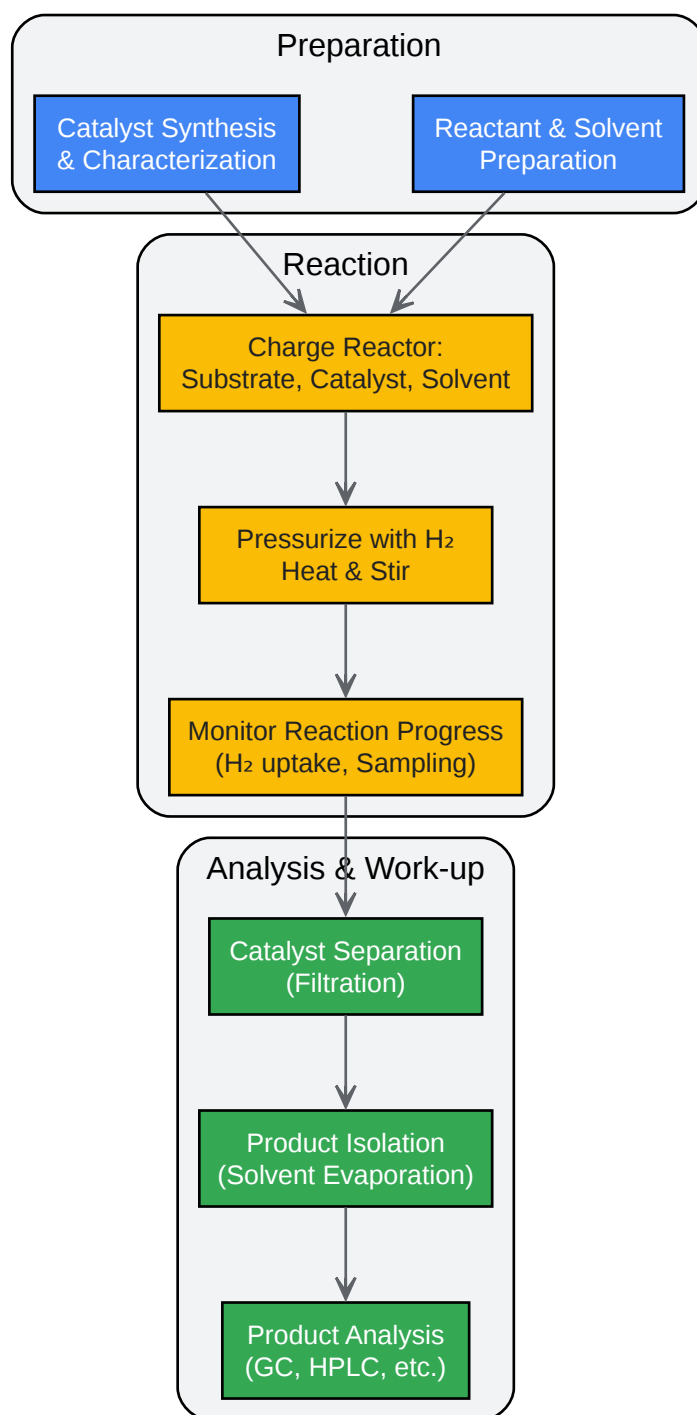 Preparation
Catalyst Synthesis
& Characterization
Reactant & Solvent
Preparation
Reaction
Charge Reactor:
Substrate, Catalyst, Solvent
Pressurize with H₂
Heat & Stir
Monitor Reaction Progress
(H₂ uptake, Sampling)
Analysis & Work-up
Catalyst Separation
(Filtration)
Product Isolation
(Solvent Evaporation)
Product Analysis
(GC, HPLC, etc.)